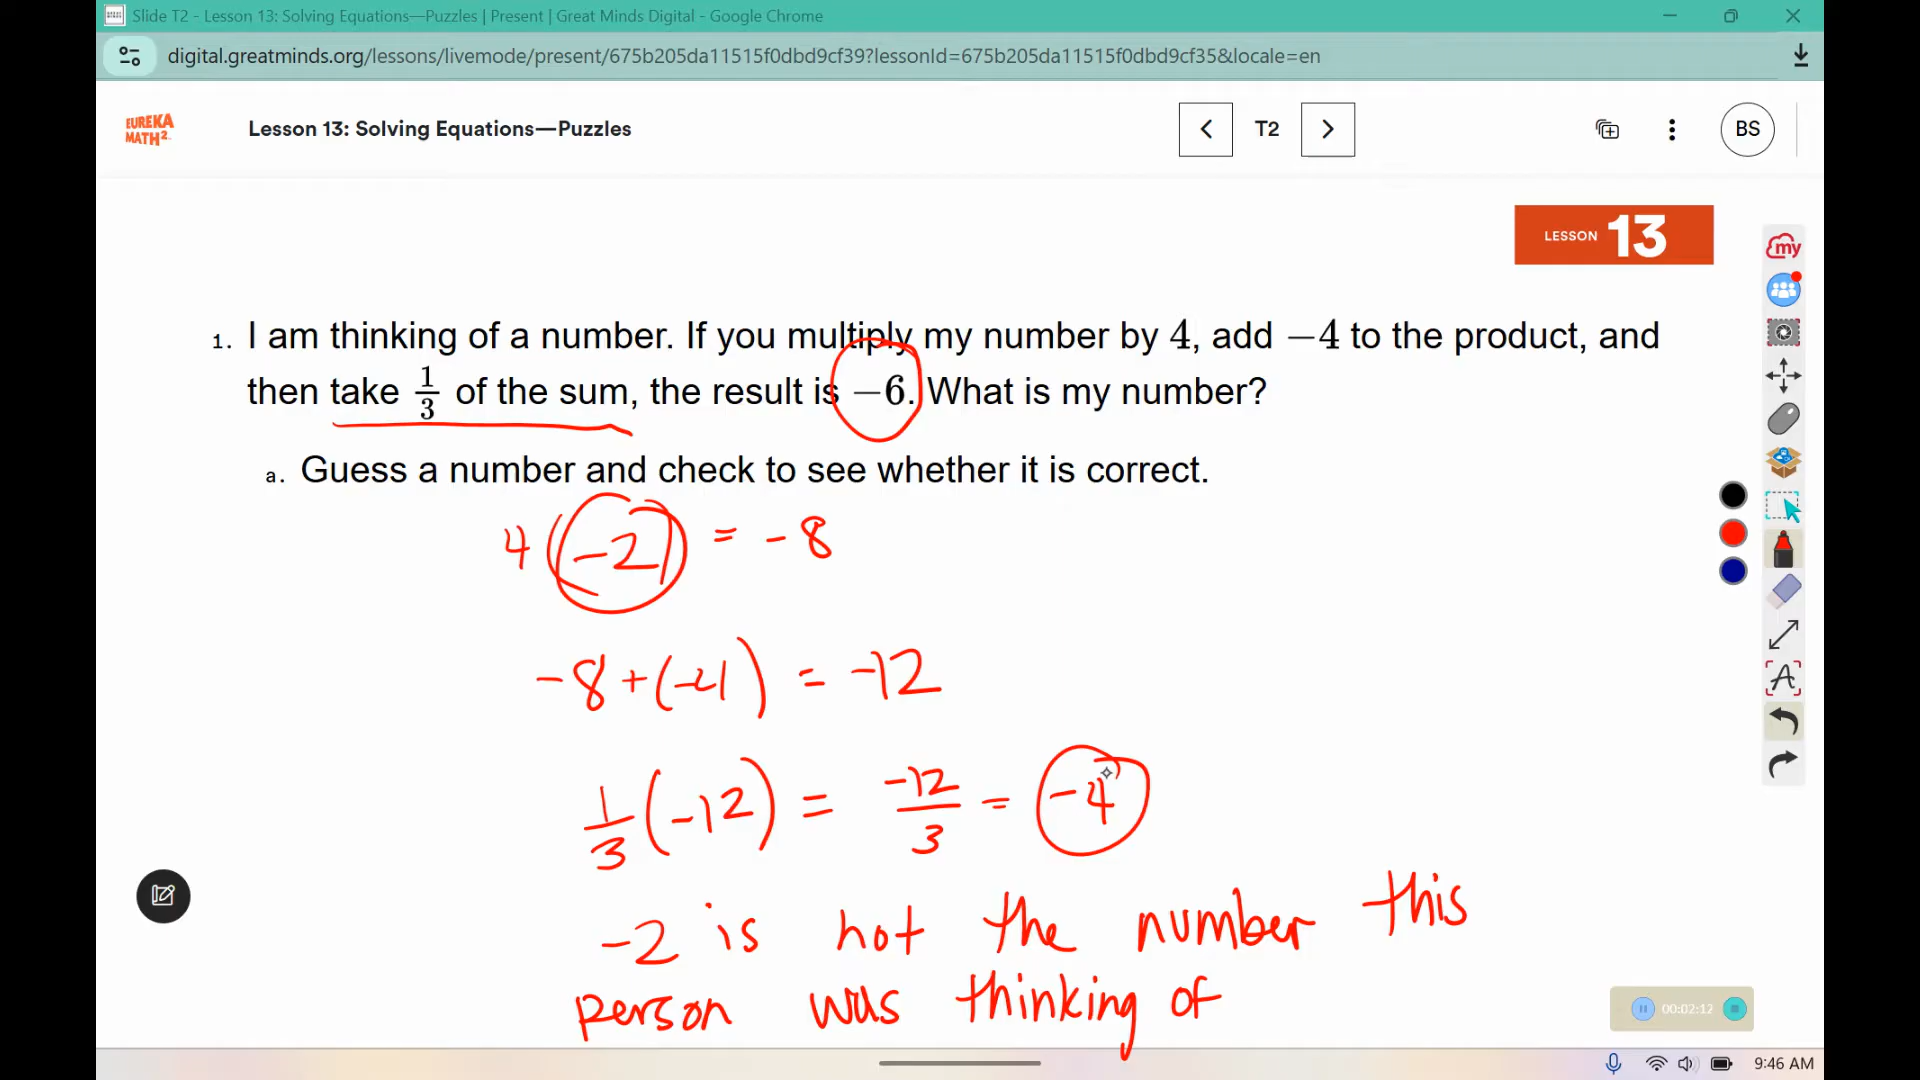 Slide T2 - Lesson 13: Solving Equations—Puzzles | Present | Great Minds Digital - Google Chrome
digital.greatminds.org/lessons/livemode/present/675b205da11515f0dbd9cf39?lessonId=675b205da11515f0dbd9cf35&locale=en
EUREKA MATH²
Lesson 13: Solving Equations—Puzzles
T2
BS
LESSON 13
my
1. I am thinking of a number. If you multiply my number by 4, add −4 to the product, and
then take 1/3 of the sum, the result is −6. What is my number?
a. Guess a number and check to see whether it is correct.
4(-2) = -8
-8+(-4) = -12
1/3(-12) = -12/3 = -4
-2 is not the number this
person was thinking of
A
00:02:12
9:46 AM